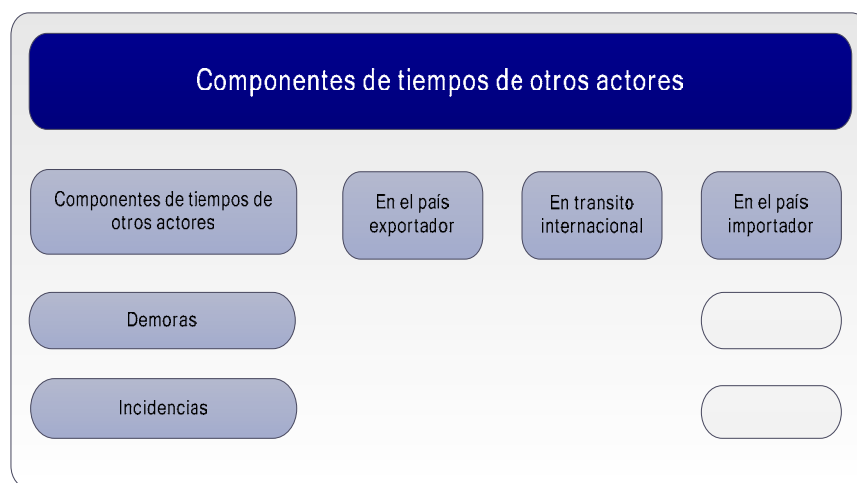 Componentes de tiempos de otros actores
Componentes de tiempos de
otros actores
En el país
exportador
En transito
internacional
En el país
importador
Demoras
Incidencias